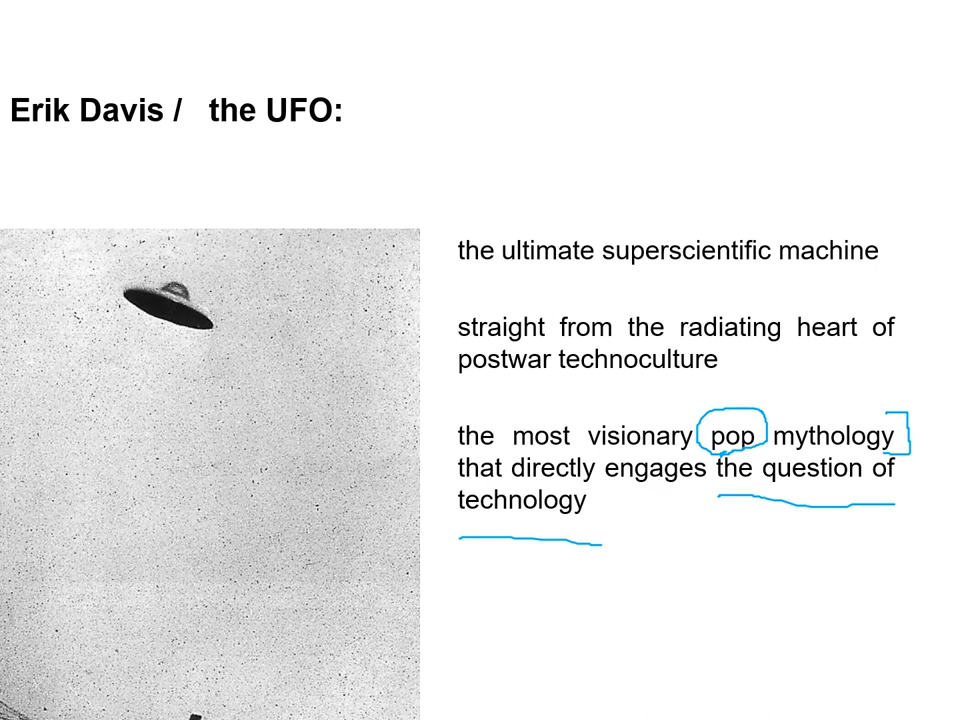 Erik Davis / the UFO:
the ultimate superscientific machine
straight from the radiating heart of
postwar technoculture
the most visionary pop mythology
that directly engages the question of
technology